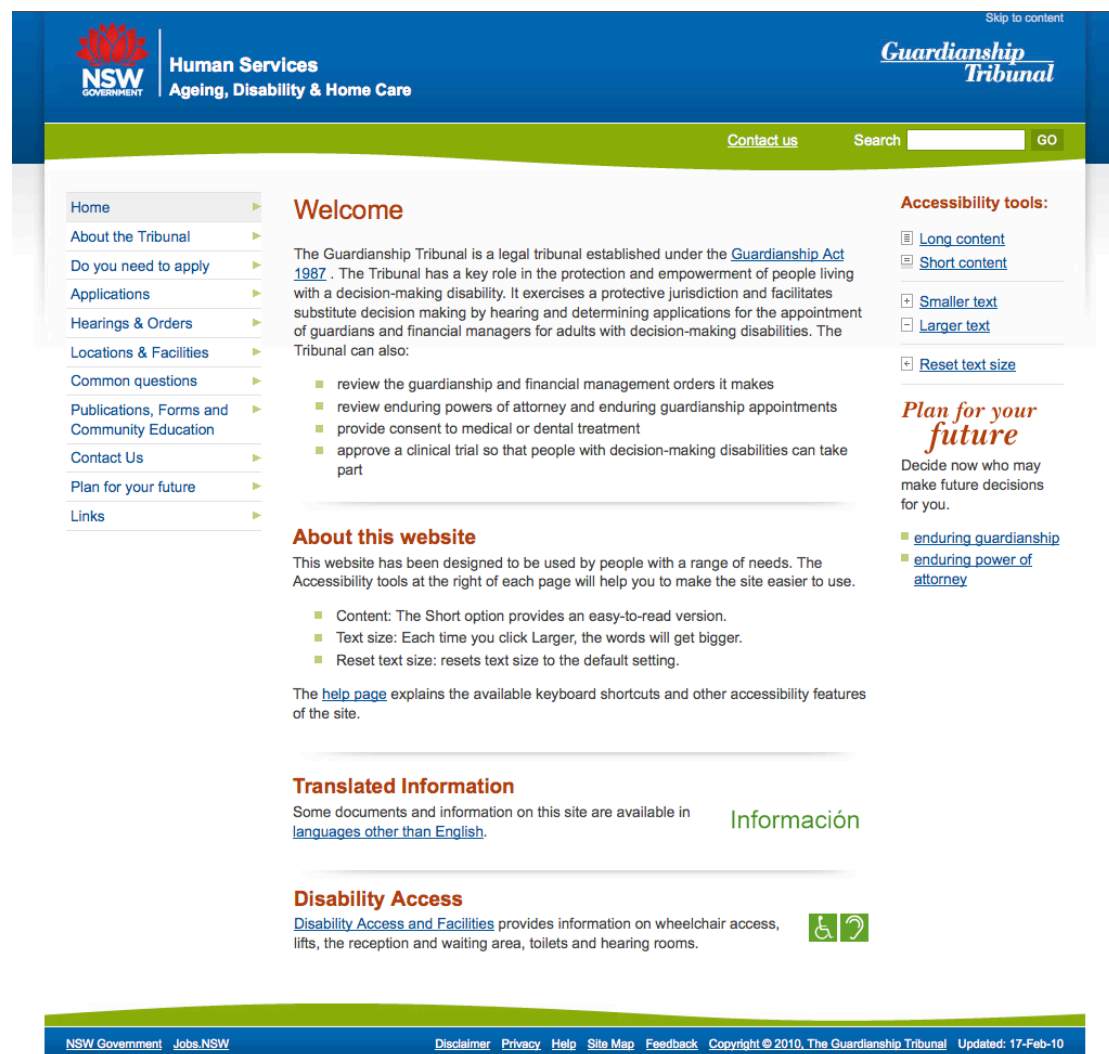 Skip to content
NSW
GOVERNMENT
Human Services
Ageing, Disability & Home Care
Guardianship
Tribunal
Contact us
Search
GO
Home
About the Tribunal
Do you need to apply
Applications
Hearings & Orders
Locations & Facilities
Common questions
Publications, Forms and
Community Education
Contact Us
Plan for your future
Links
Welcome
The Guardianship Tribunal is a legal tribunal established under the Guardianship Act
1987 . The Tribunal has a key role in the protection and empowerment of people living
with a decision-making disability. It exercises a protective jurisdiction and facilitates
substitute decision making by hearing and determining applications for the appointment
of guardians and financial managers for adults with decision-making disabilities. The
Tribunal can also:
review the guardianship and financial management orders it makes
review enduring powers of attorney and enduring guardianship appointments
provide consent to medical or dental treatment
approve a clinical trial so that people with decision-making disabilities can take
part
About this website
This website has been designed to be used by people with a range of needs. The
Accessibility tools at the right of each page will help you to make the site easier to use.
Content: The Short option provides an easy-to-read version.
Text size: Each time you click Larger, the words will get bigger.
Reset text size: resets text size to the default setting.
The help page explains the available keyboard shortcuts and other accessibility features
of the site.
Translated Information
Some documents and information on this site are available in
languages other than English.
Información
Disability Access
Disability Access and Facilities provides information on wheelchair access,
lifts, the reception and waiting area, toilets and hearing rooms.
Accessibility tools:
Long content
Short content
Smaller text
Larger text
Reset text size
Plan for your
future
Decide now who may
make future decisions
for you.
enduring guardianship
enduring power of
attorney
NSW Government Jobs.NSW Disclaimer Privacy Help Site Map Feedback Copyright © 2010, The Guardianship Tribunal Updated: 17-Feb-10